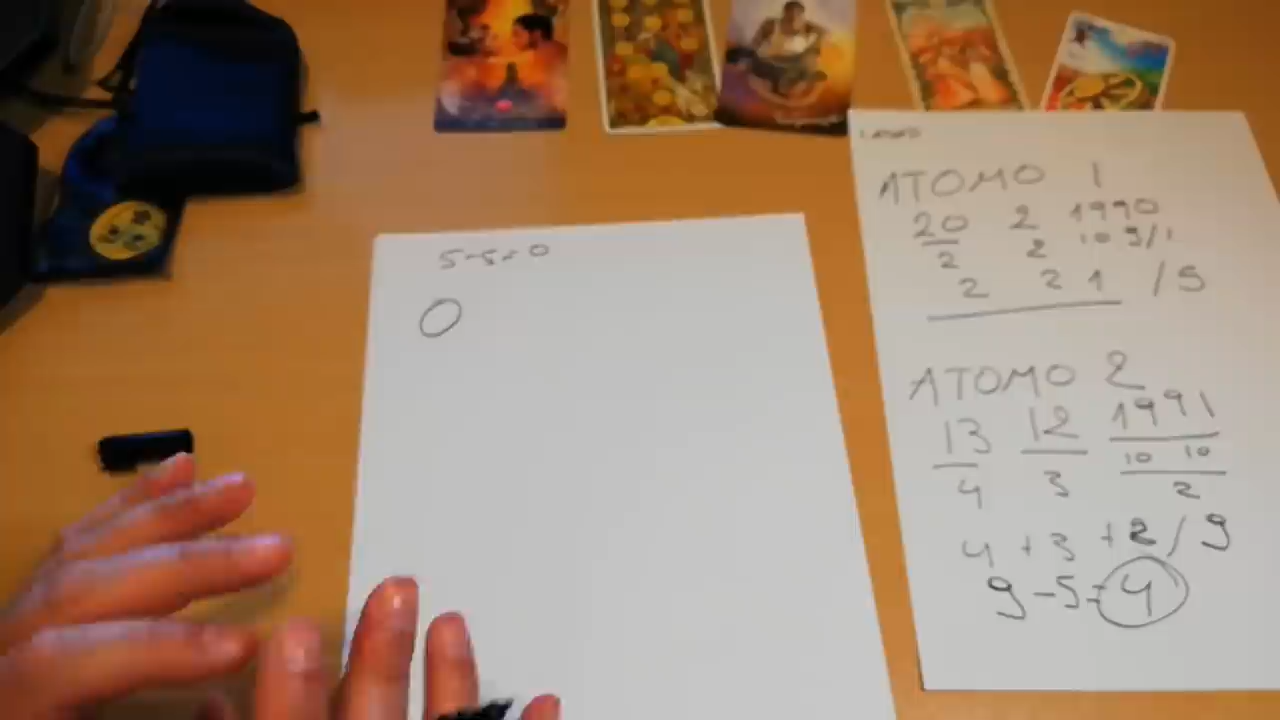 5-5=0
0
ATOMO 1
20 2 1990
2 2 10 9/1
2 2 1 /5
ATOMO 2
13 12 1991
4 3 10 10
2
4 + 3 + 2 / 9
9 - 5 = 4